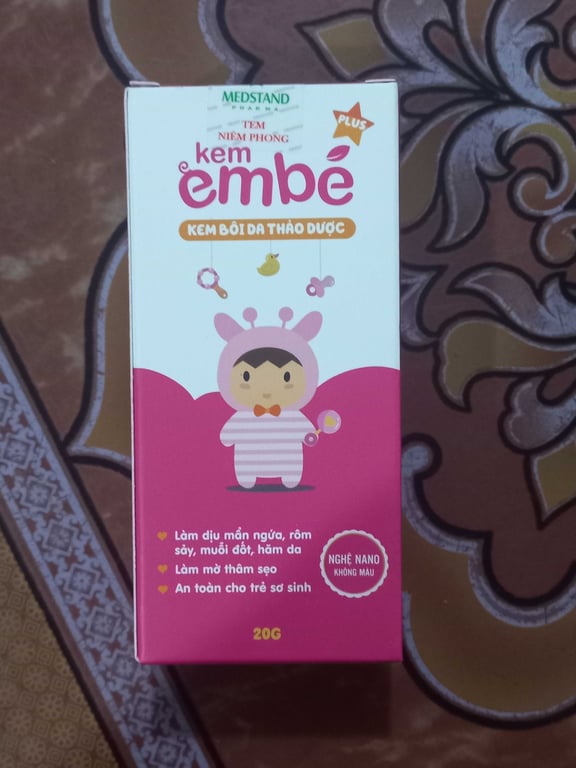 MEDSTAND
PHARMA
TEM
NIÊM PHONG
PLUS
kem
embé
KEM BÔI DA THẢO DƯỢC
Làm dịu mẩn ngứa, rôm
sảy, muỗi đốt, hăm da
Làm mờ thâm sẹo
An toàn cho trẻ sơ sinh
NGHỆ NANO
KHÔNG MÀU
20G